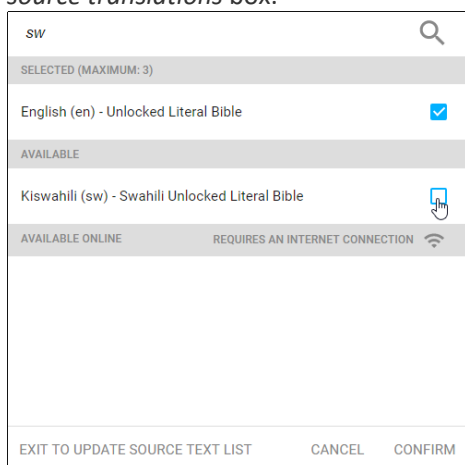 source translations box.
sw
SELECTED (MAXIMUM: 3)
English (en) - Unlocked Literal Bible
AVAILABLE
Kiswahili (sw) - Swahili Unlocked Literal Bible
AVAILABLE ONLINE REQUIRES AN INTERNET CONNECTION
EXIT TO UPDATE SOURCE TEXT LIST CANCEL CONFIRM